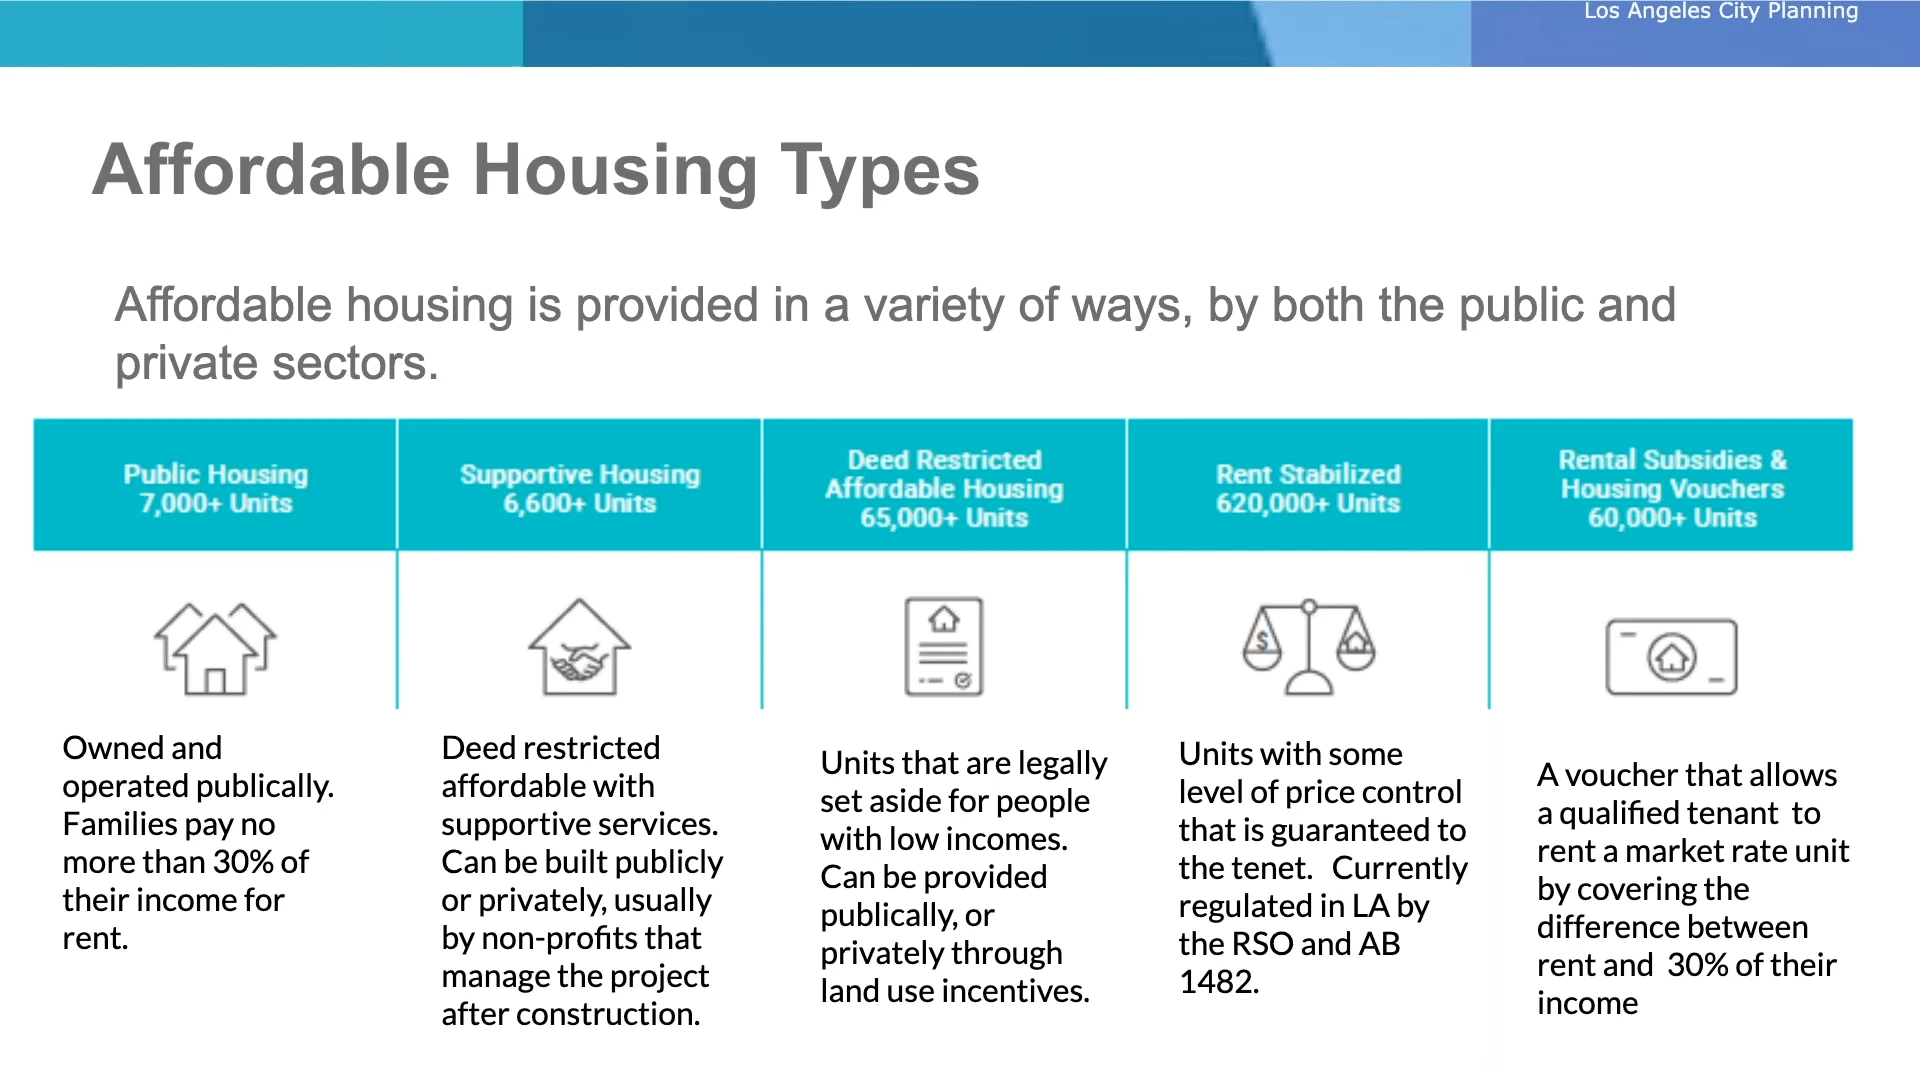 Los Angeles City Planning
Affordable Housing Types
Affordable housing is provided in a variety of ways, by both the public and
private sectors.
Public Housing
7,000+ Units
Supportive Housing
6,600+ Units
Deed Restricted
Affordable Housing
65,000+ Units
Rent Stabilized
620,000+ Units
Rental Subsidies &
Housing Vouchers
60,000+ Units
$
Owned and
operated publically.
Families pay no
more than 30% of
their income for
rent.
Deed restricted
affordable with
supportive services.
Can be built publicly
or privately, usually
by non-profits that
manage the project
after construction.
Units that are legally
set aside for people
with low incomes.
Can be provided
publically, or
privately through
land use incentives.
Units with some
level of price control
that is guaranteed to
the tenet.   Currently
regulated in LA by
the RSO and AB
1482.
A voucher that allows
a qualified tenant  to
rent a market rate unit
by covering the
difference between
rent and  30% of their
income